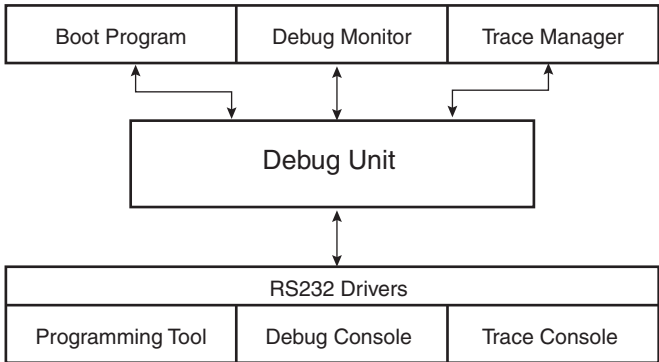 Boot Program
Debug Monitor
Trace Manager
Debug Unit
RS232 Drivers
Programming Tool
Debug Console
Trace Console